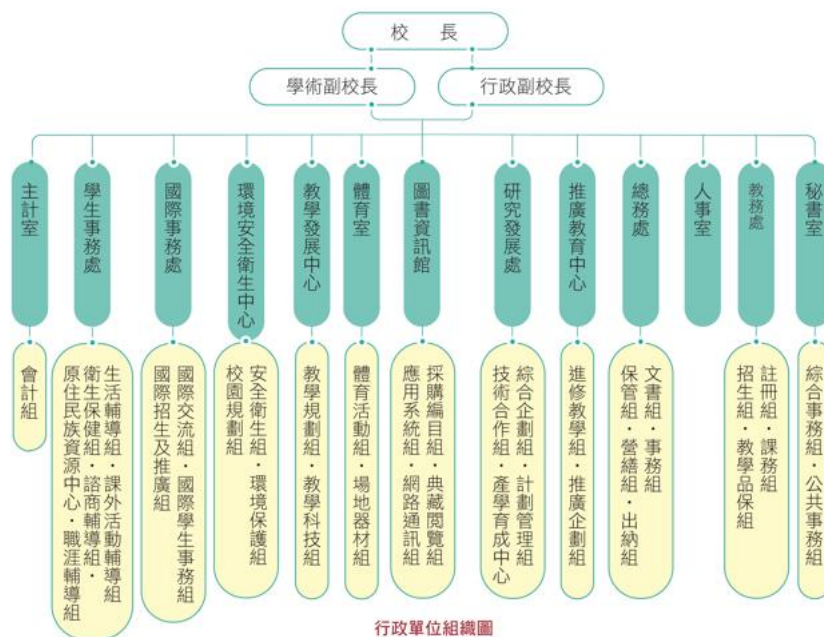 校 長
學術副校長
行政副校長
主計室
學生事務處
國際事務處
環境安全衛生中心
教學發展中心
體育室
圖書資訊館
研究發展處
推廣教育中心
總務處
人事室
教務處
秘書室
會計組
生活輔導組・課外活動輔導組
衛生保健組・諮商輔導組・
原住民族資源中心・職涯輔導組
國際交流組・國際學生事務組
國際招生及推廣組
安全衛生組・環境保護組
校園規劃組
教學規劃組・教學科技組
體育活動組・場地器材組
採購編目組・典藏閱覽組
應用系統組・網路通訊組
綜合企劃組・計劃管理組
技術合作組・產學育成中心
進修教學組・推廣企劃組
文書組・事務組
保管組・營繕組・出納組
註冊組・課務組
招生組・教學品保組
綜合事務組・公共事務組
行政單位組織圖